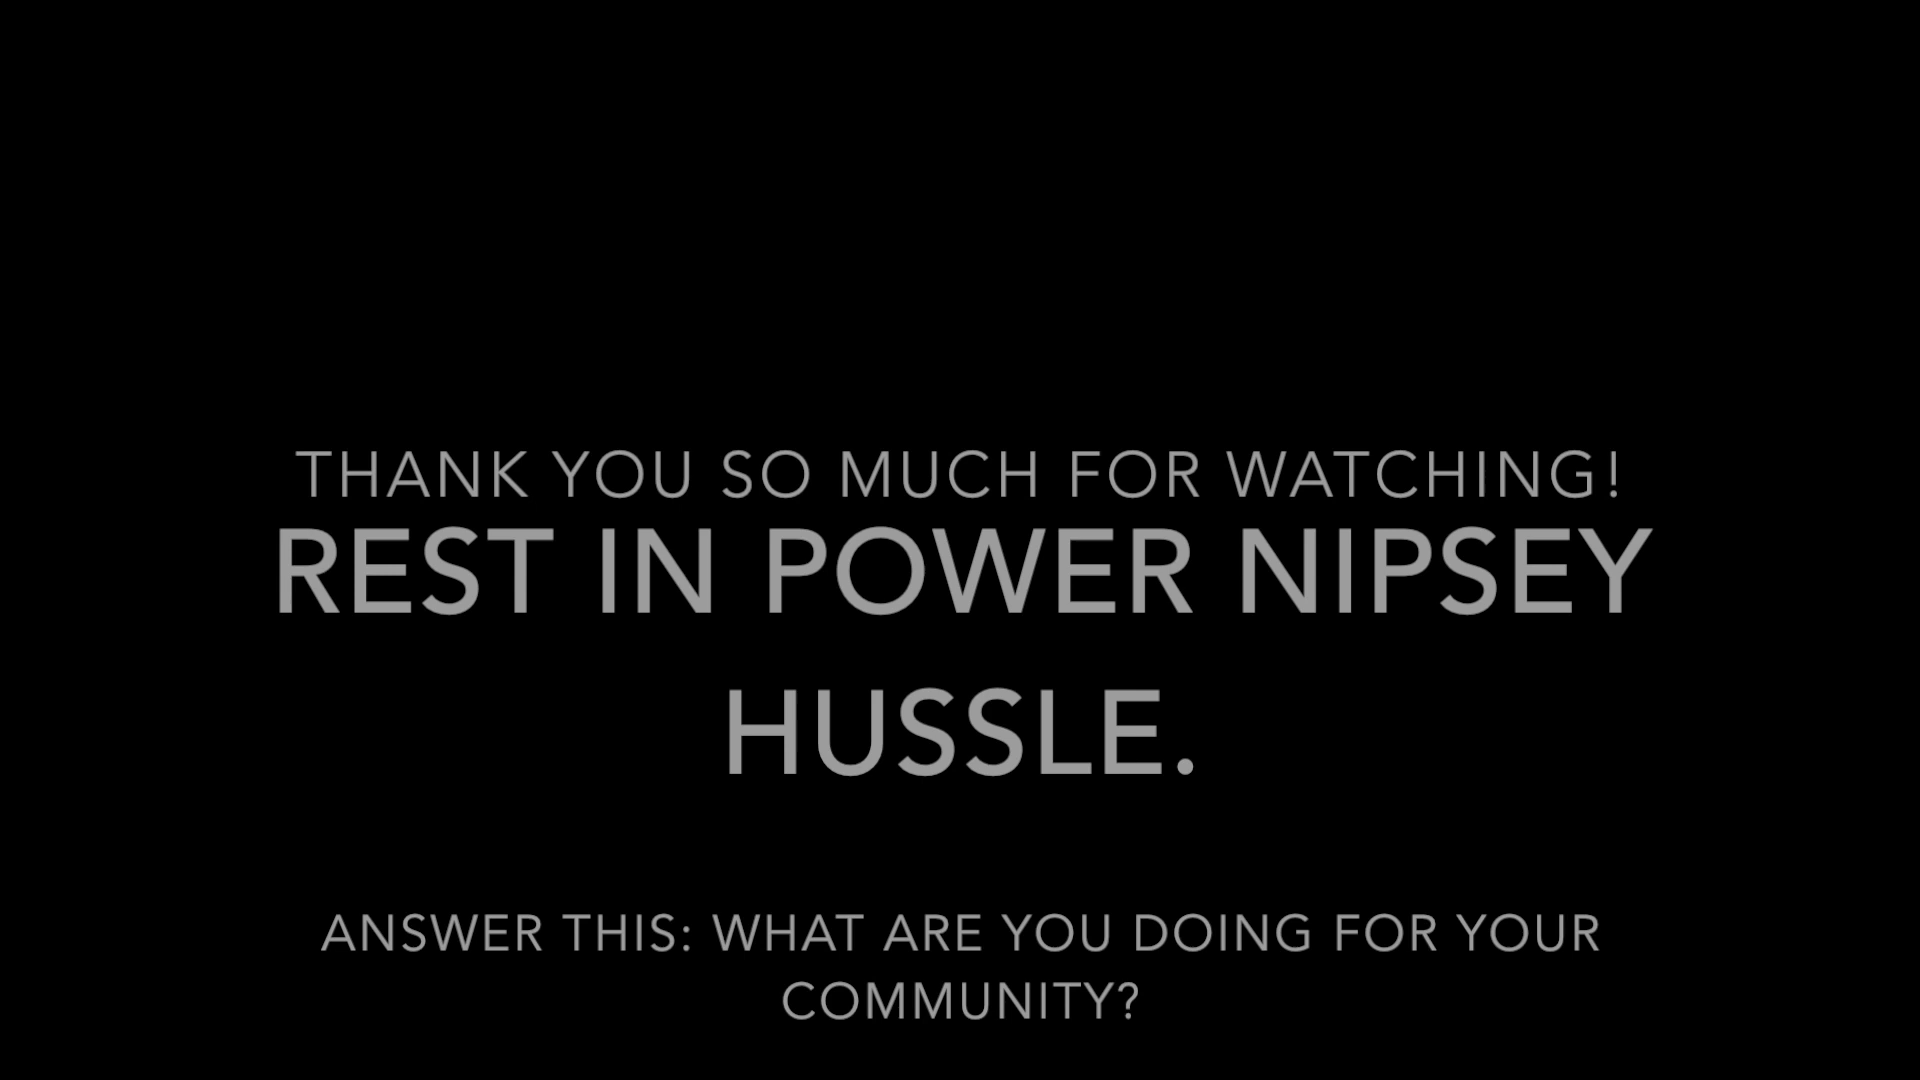 THANK YOU SO MUCH FOR WATCHING!
REST IN POWER NIPSEY
HUSSLE.
ANSWER THIS: WHAT ARE YOU DOING FOR YOUR
COMMUNITY?